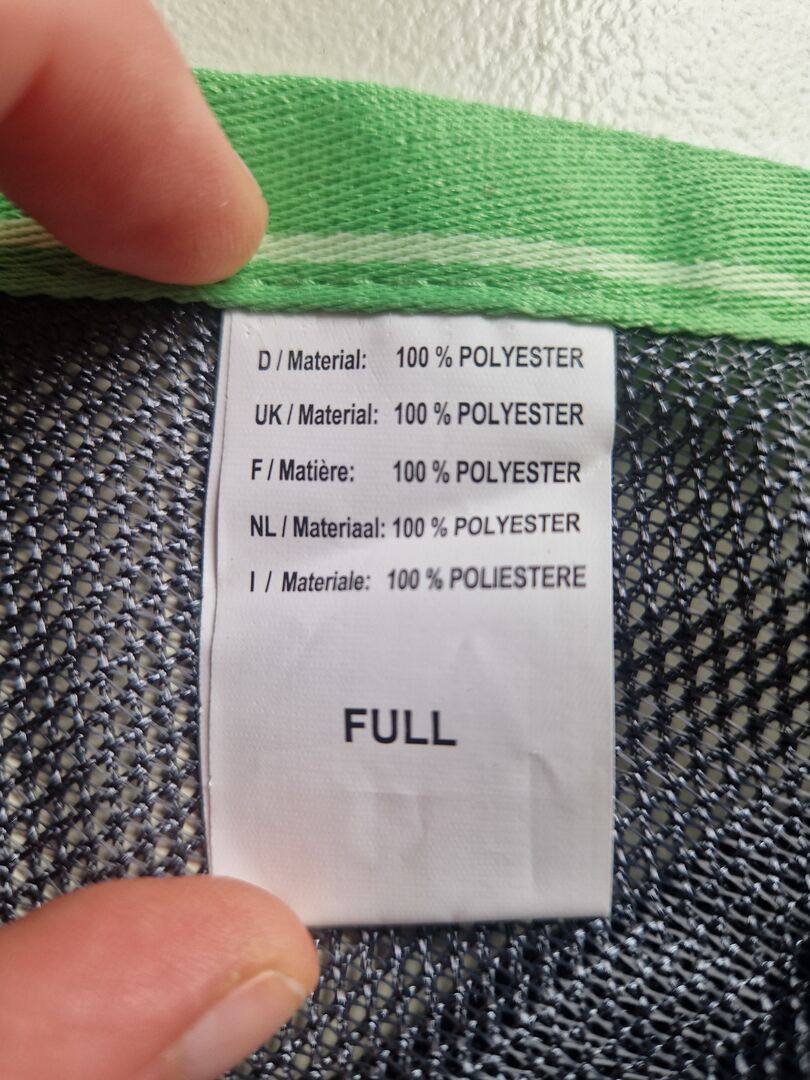 D / Material: 100 % POLYESTER
UK / Material: 100 % POLYESTER
F / Matière: 100 % POLYESTER
NL / Materiaal: 100 % POLYESTER
I / Materiale: 100 % POLIESTERE
FULL